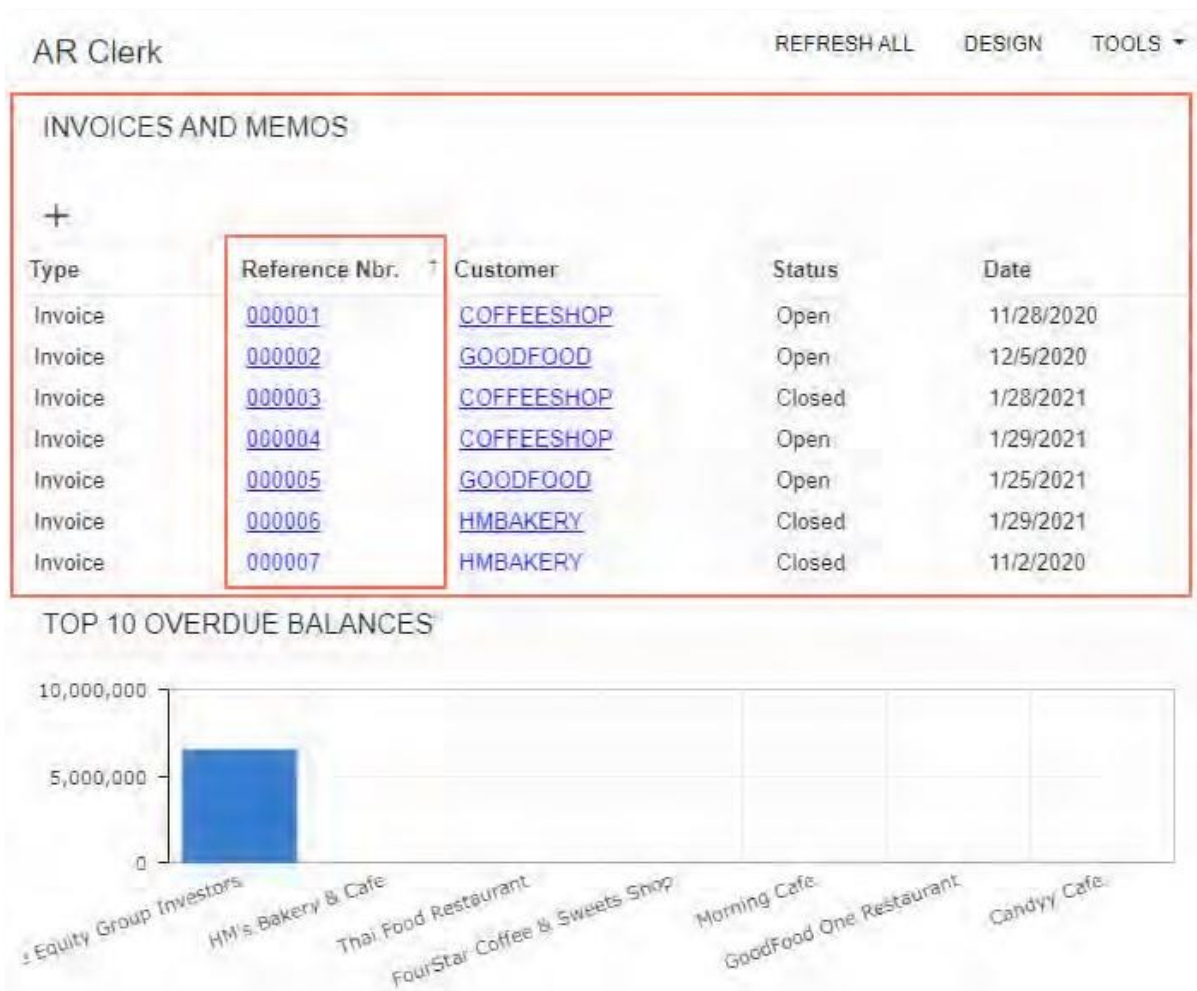 AR Clerk REFRESH ALL DESIGN TOOLS
INVOICES AND MEMOS
+
Type Reference Nbr. ↑ Customer Status Date
Invoice 000001 COFFEESHOP Open 11/28/2020
Invoice 000002 GOODFOOD Open 12/5/2020
Invoice 000003 COFFEESHOP Closed 1/28/2021
Invoice 000004 COFFEESHOP Open 1/29/2021
Invoice 000005 GOODFOOD Open 1/25/2021
Invoice 000006 HMBAKERY Closed 1/29/2021
Invoice 000007 HMBAKERY Closed 11/2/2020
TOP 10 OVERDUE BALANCES
10,000,000
5,000,000
0
Equity Group Investors
HM's Bakery & Cafe
Thai Food Restaurant
FourStar Coffee & Sweets Shop
Morning Cafe
GoodFood One Restaurant
Candyy Cafe